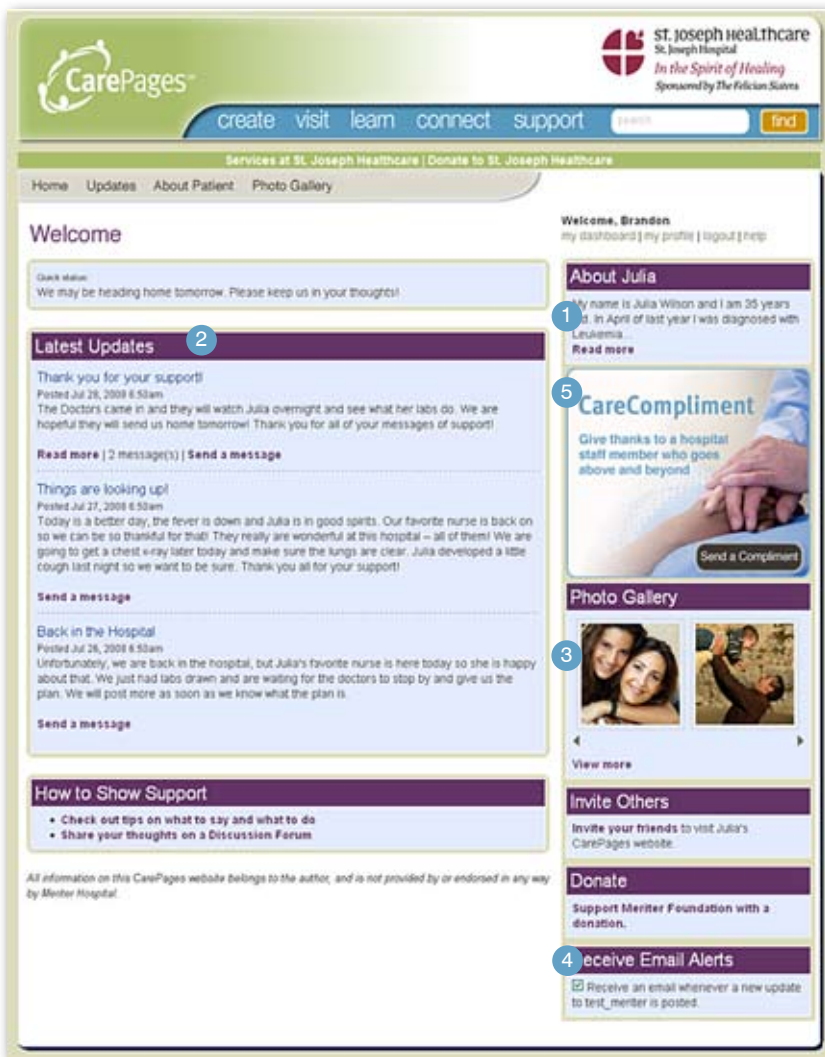 CarePages
ST. JOSEPH HEALTHCARE
St. Joseph Hospital
In the Spirit of Healing
Sponsored by The Felician Sisters
create visit learn connect support search find
Services at St. Joseph Healthcare | Donate to St. Joseph Healthcare
Home Updates About Patient Photo Gallery
Welcome
Quick status:
We may be heading home tomorrow. Please keep us in your thoughts!
Latest Updates
2
Thank you for your support!
Posted Jul 28, 2008 6:50am
The Doctors came in and they will watch Julia overnight and see what her labs do. We are
hopeful they will send us home tomorrow! Thank you for all of your messages of support!
Read more | 2 message(s) | Send a message
Things are looking up!
Posted Jul 27, 2008 6:50am
Today is a better day, the fever is down and Julia is in good spirits. Our favorite nurse is back on
so we can be so thankful for that! They really are wonderful at this hospital – all of them! We are
going to get a chest x-ray later today and make sure the lungs are clear. Julia developed a little
cough last night so we want to be sure. Thank you all for your support!
Send a message
Back in the Hospital
Posted Jul 26, 2008 6:50am
Unfortunately, we are back in the hospital, but Julia's favorite nurse is here today so she is happy
about that. We just had labs drawn and are waiting for the doctors to stop by and give us the
plan. We will post more as soon as we know what the plan is.
Send a message
How to Show Support
• Check out tips on what to say and what to do
• Share your thoughts on a Discussion Forum
All information on this CarePages website belongs to the author, and is not provided by or endorsed in any way
by Meriter Hospital.
Welcome, Brandon
my dashboard | my profile | logout | help
About Julia
1
My name is Julia Wilson and I am 35 years
. In April of last year I was diagnosed with
Leukemia...
Read more
5
CareCompliment
Give thanks to a hospital
staff member who goes
above and beyond
Send a Compliment
Photo Gallery
3
View more
Invite Others
Invite your friends to visit Julia's
CarePages website.
Donate
Support Meriter Foundation with a
donation.
4
eceive Email Alerts
Receive an email whenever a new update
to test_meriter is posted.